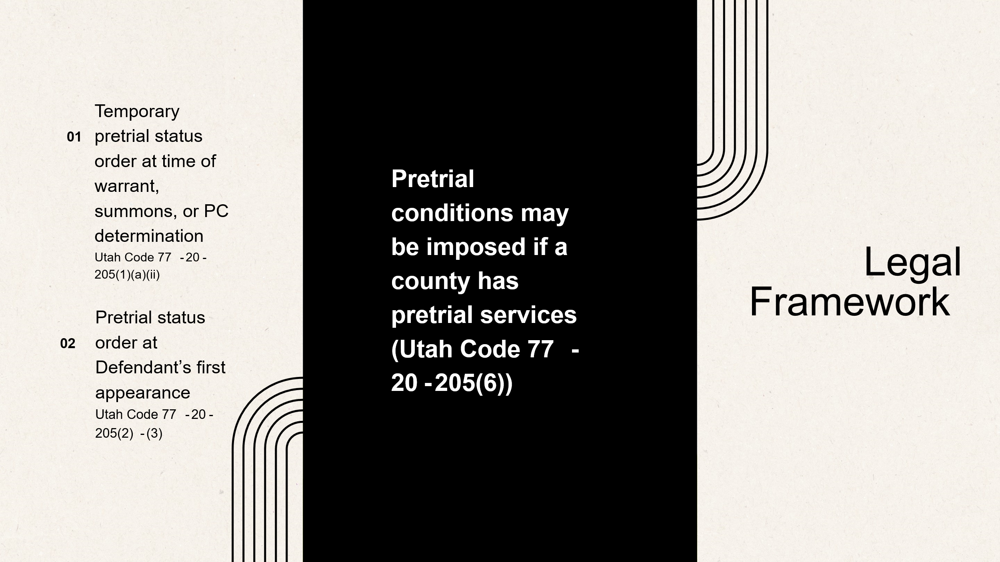 Temporary
01 pretrial status
order at time of
warrant,
summons, or PC
determination
Utah Code 77 -20 -
205(1)(a)(ii)
Pretrial status
02 order at
Defendant’s first
appearance
Utah Code 77 -20 -
205(2) -(3)
Pretrial
conditions may
be imposed if a
county has
pretrial services
(Utah Code 77 -
20 -205(6))
Legal
Framework